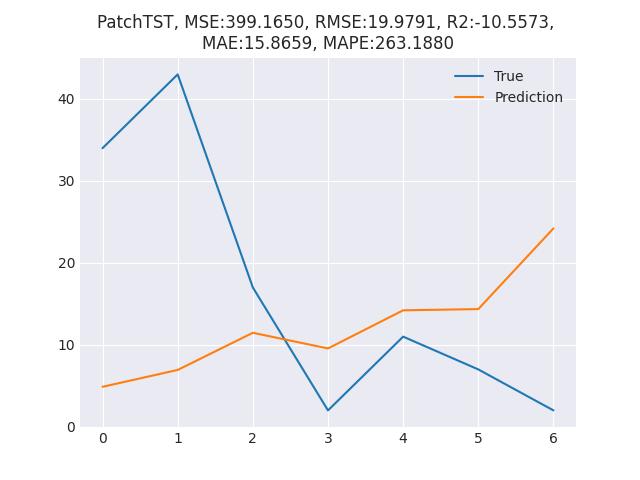 PatchTST, MSE:399.1650, RMSE:19.9791, R2:-10.5573,
MAE:15.8659, MAPE:263.1880
True
Prediction
40
30
20
10
0
0 1 2 3 4 5 6